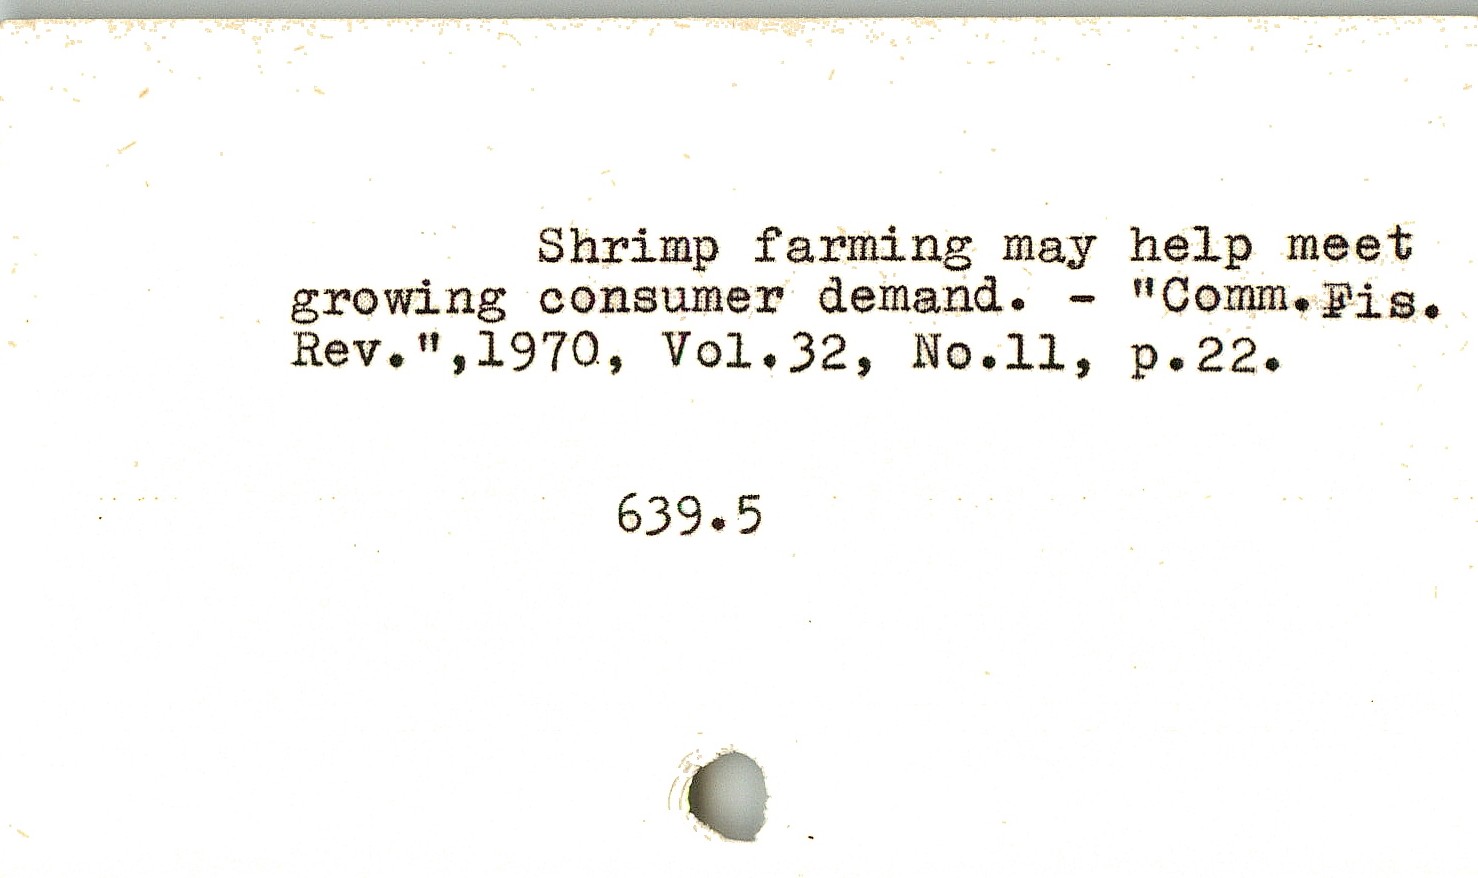 Shrimp farming may help meet
growing consumer demand. - "Comm.Fis.
Rev.",1970, Vol.32, No.11, p.22.
639.5